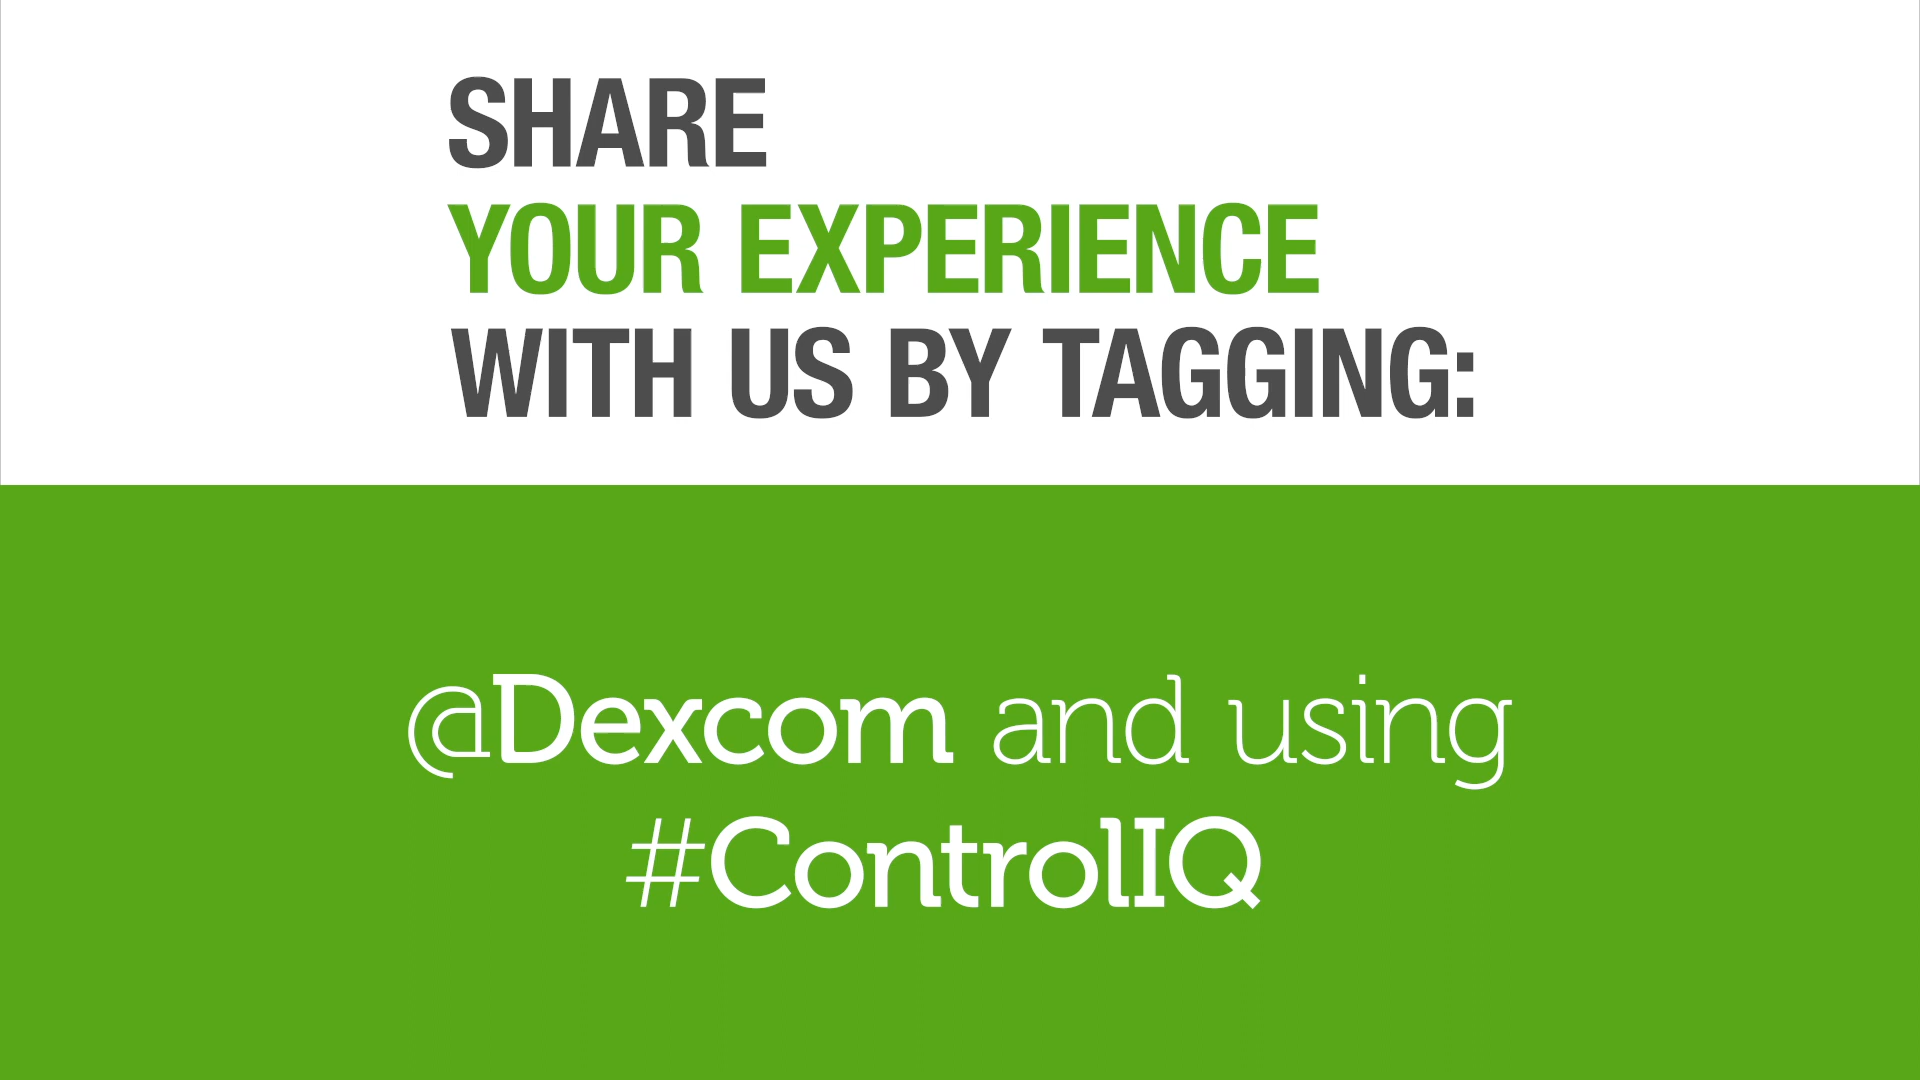 SHARE
YOUR EXPERIENCE
WITH US BY TAGGING:
@Dexcom and using
#ControlIQ